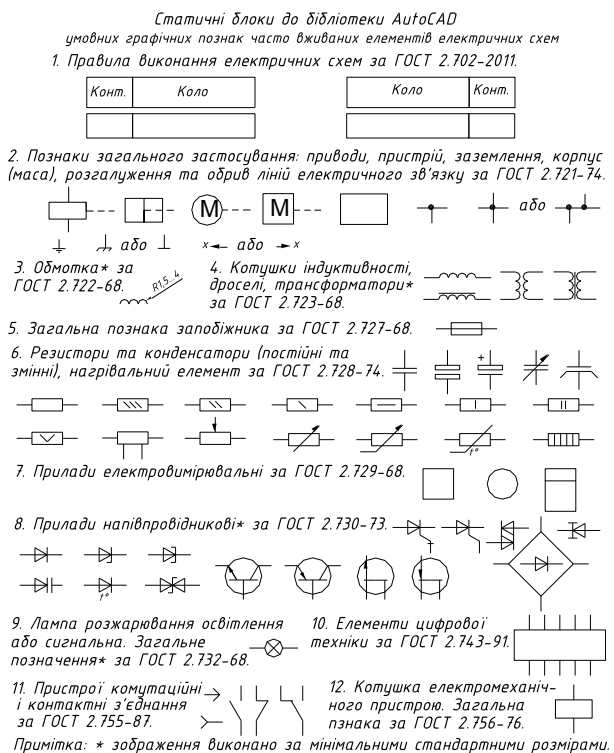 Статичні блоки до бібліотеки AutoCAD
умовних графічних познак часто вживаних елементів електричних схем
1. Правила виконання електричних схем за ГОСТ 2.702-2011.
Конт. Коло Коло Конт.
2. Познаки загального застосування: приводи, пристрій, заземлення, корпус
(маса), розгалуження та обрив ліній електричного зв'язку за ГОСТ 2.721-74.
М М або
або х або х
3. Обмотка* за
ГОСТ 2.722-68.
R1,5...4
4. Котушки індуктивності,
дроселі, трансформатори*
за ГОСТ 2.723-68.
5. Загальна познака запобіжника за ГОСТ 2.727-68.
6. Резистори та конденсатори (постійні та
змінні), нагрівальний елемент за ГОСТ 2.728-74.
+
t°
7. Прилади електровимірювальні за ГОСТ 2.729-68.
8. Прилади напівпровідникові* за ГОСТ 2.730-73.
t°
9. Лампа розжарювання освітлення
або сигнальна. Загальне
позначення* за ГОСТ 2.732-68.
10. Елементи цифрової
техніки за ГОСТ 2.743-91.
11. Пристрої комутаційні
і контактні з'єднання
за ГОСТ 2.755-87.
12. Котушка електромеханіч-
ного пристрою. Загальна
пзнака за ГОСТ 2.756-76.
Примітка: * зображення виконано за мінімальними стандартними розмірами.